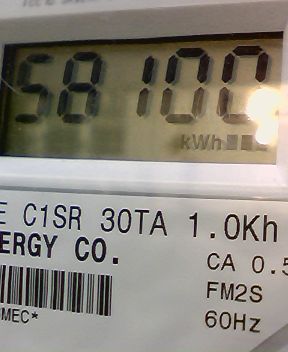 58100
kWh
E C1SR 30TA 1.0Kh
ERGY CO.
CA 0.5
FM2S
MEC*
60Hz